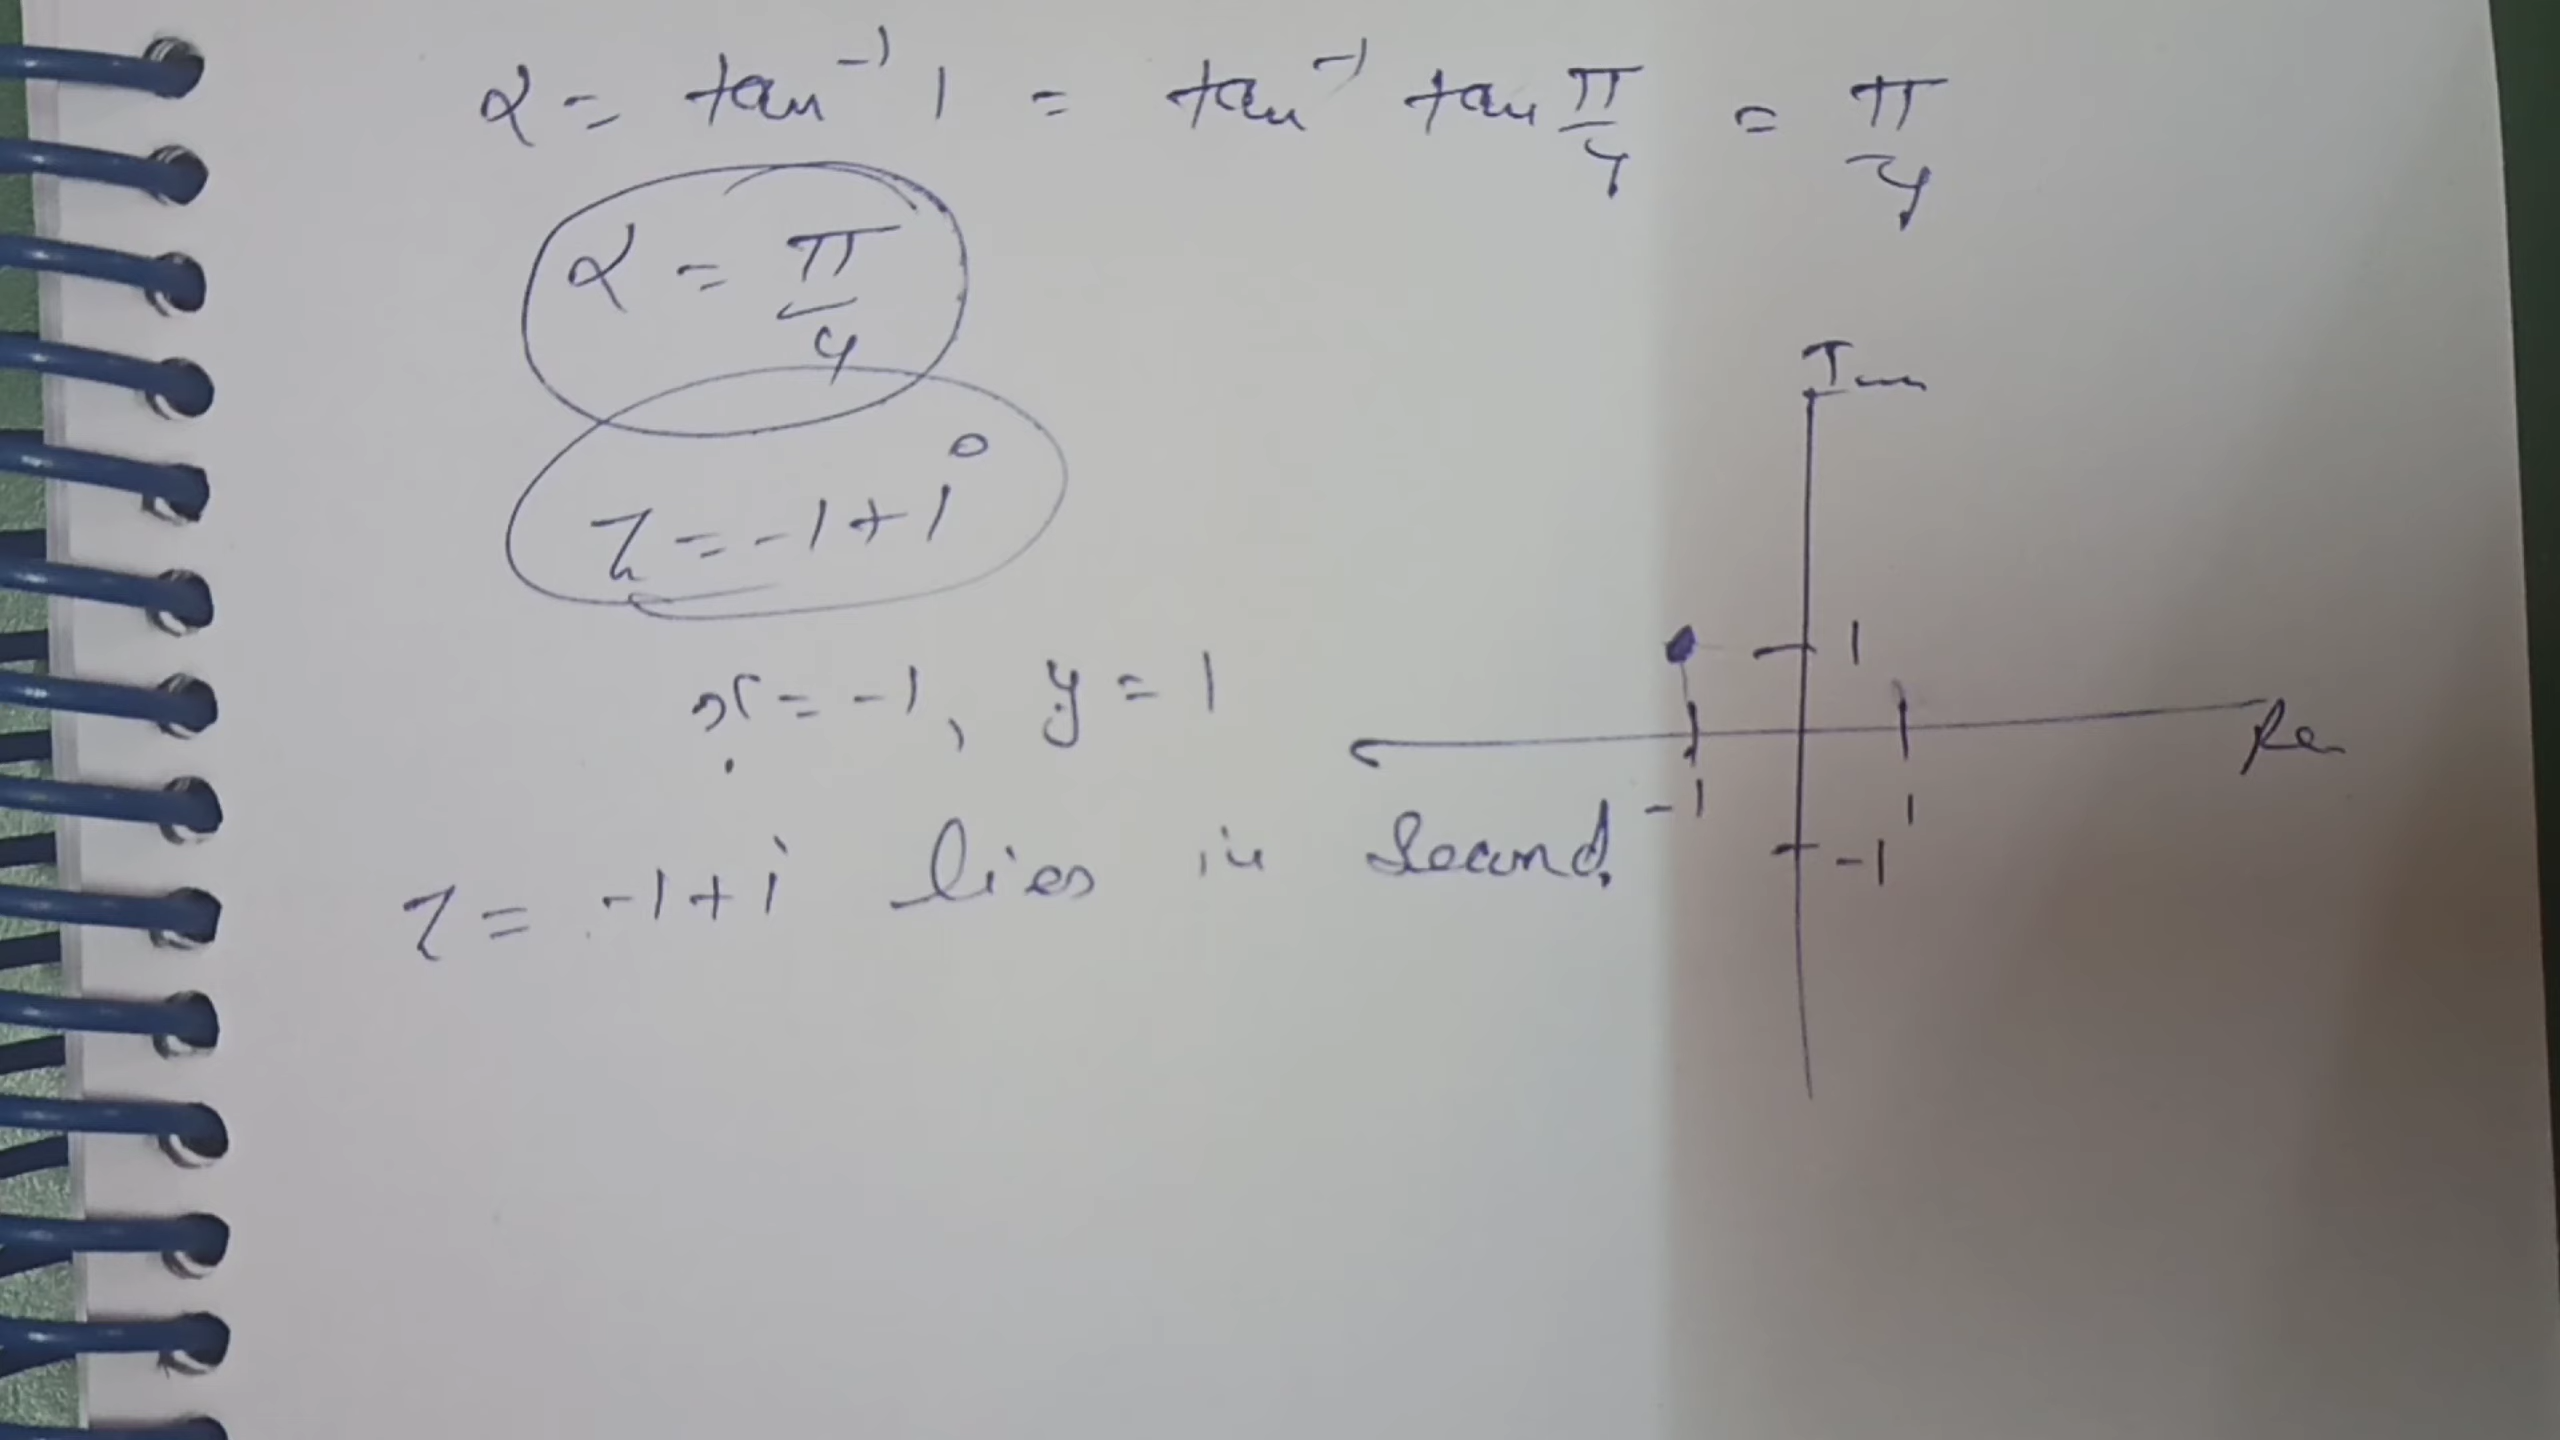 α = tan⁻¹ 1 = tan⁻¹ tan π/4 = π/4
α = π/4
z = -1+i
x = -1, y = 1
z = -1+i lies in second
Im
1
Re
-1 1
-1